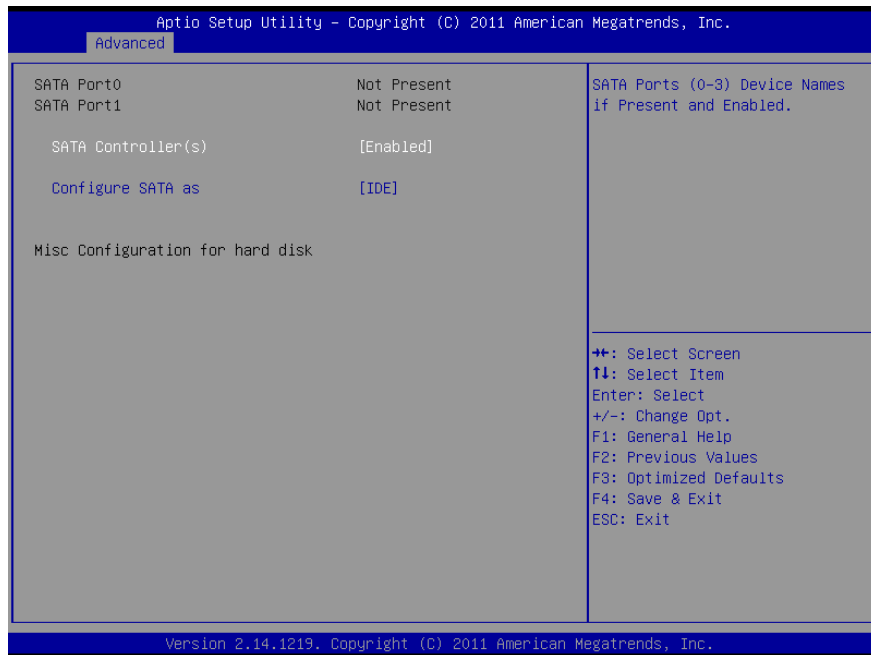 Aptio Setup Utility – Copyright (C) 2011 American Megatrends, Inc.
Advanced
SATA Port0 Not Present
SATA Port1 Not Present
SATA Controller(s) [Enabled]
Configure SATA as [IDE]
Misc Configuration for hard disk
SATA Ports (0-3) Device Names
if Present and Enabled.
→←: Select Screen
↑↓: Select Item
Enter: Select
+/-: Change Opt.
F1: General Help
F2: Previous Values
F3: Optimized Defaults
F4: Save & Exit
ESC: Exit
Version 2.14.1219. Copyright (C) 2011 American Megatrends, Inc.